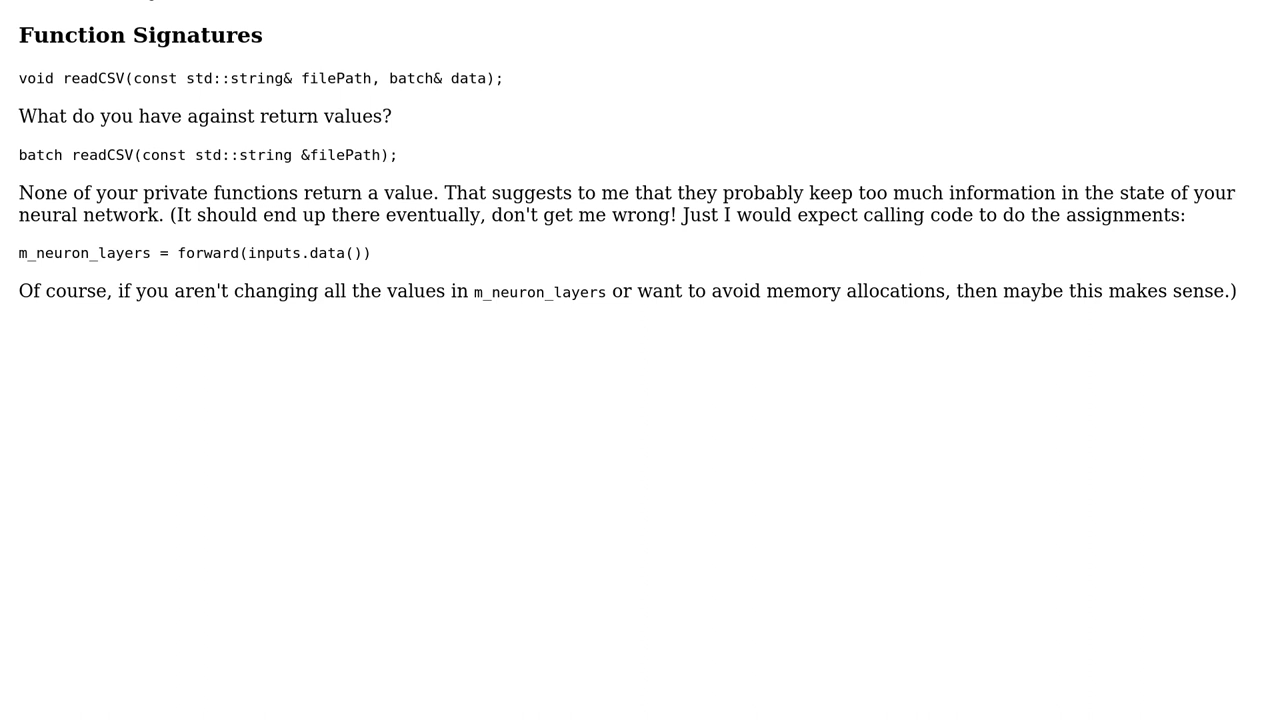 Function Signatures
void readCSV(const std::string& filePath, batch& data);
What do you have against return values?
batch readCSV(const std::string &filePath);
None of your private functions return a value. That suggests to me that they probably keep too much information in the state of your
neural network. (It should end up there eventually, don't get me wrong! Just I would expect calling code to do the assignments:
m_neuron_layers = forward(inputs.data())
Of course, if you aren't changing all the values in m_neuron_layers or want to avoid memory allocations, then maybe this makes sense.)